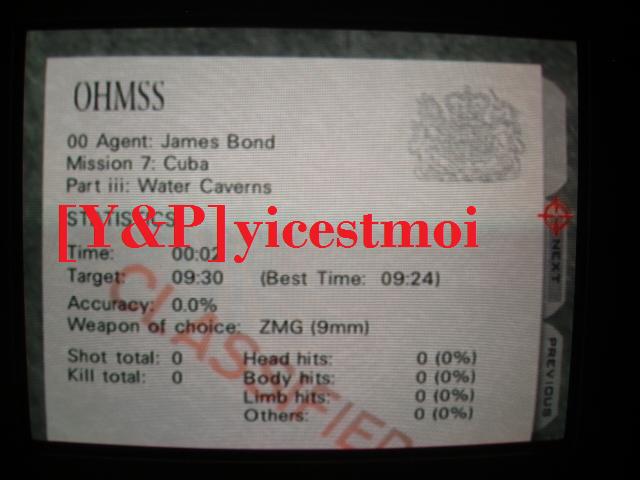 OHMSS
00 Agent: James Bond
Mission 7: Cuba
Part iii: Water Caverns
STATISTICS
[Y&P]yicestmoi
Time: 00:02
Target: 09:30 (Best Time: 09:24)
Accuracy: 0.0%
Weapon of choice: ZMG (9mm)
Shot total: 0
Kill total: 0
Head hits: 0 (0%)
Body hits: 0 (0%)
Limb hits: 0 (0%)
Others: 0 (0%)
CLASSIFIED
NEXT
PREVIOUS